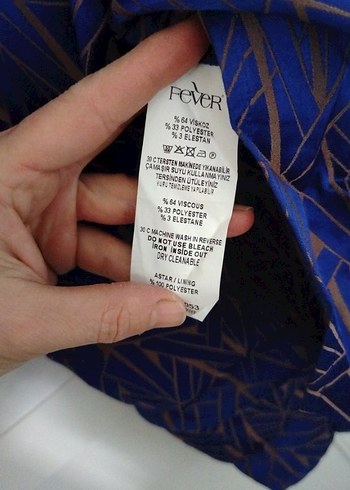 FEVER
% 64 VİSKOZ
% 33 POLYESTER
% 3 ELESTAN
30 C TERSTEN MAKİNEDE YIKANABİLİR
ÇAMAŞIR SUYU KULLANMAYINIZ
TERSİNDEN ÜTÜLEYİNİZ
KURU TEMİZLEME YAPILABİLİR
% 64 VISCOUS
% 33 POLYESTER
% 3 ELESTANE
30 C MACHINE WASH IN REVERSE
DO NOT USE BLEACH
IRON INSIDE OUT
DRY CLEANABLE
ASTAR / LINING
% 100 POLYESTER